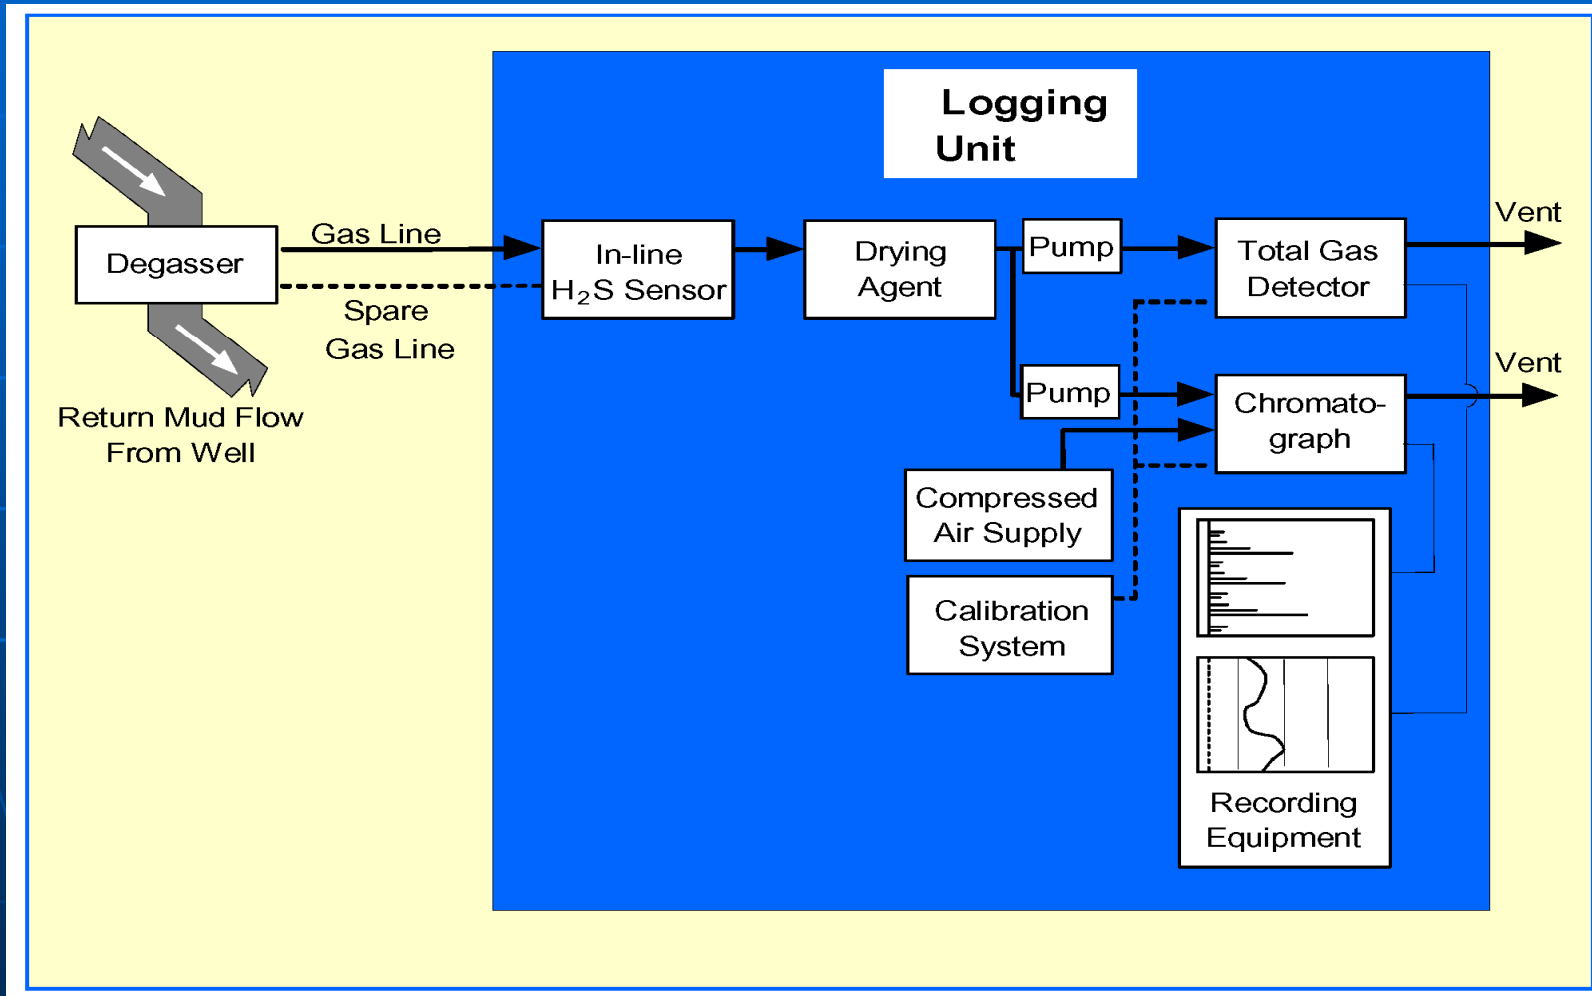 Logging
Unit
Degasser
Gas Line
Spare
Gas Line
Return Mud Flow
From Well
In-line
H₂S Sensor
Drying
Agent
Pump
Total Gas
Detector
Vent
Pump
Chromato-
graph
Vent
Compressed
Air Supply
Calibration
System
Recording
Equipment